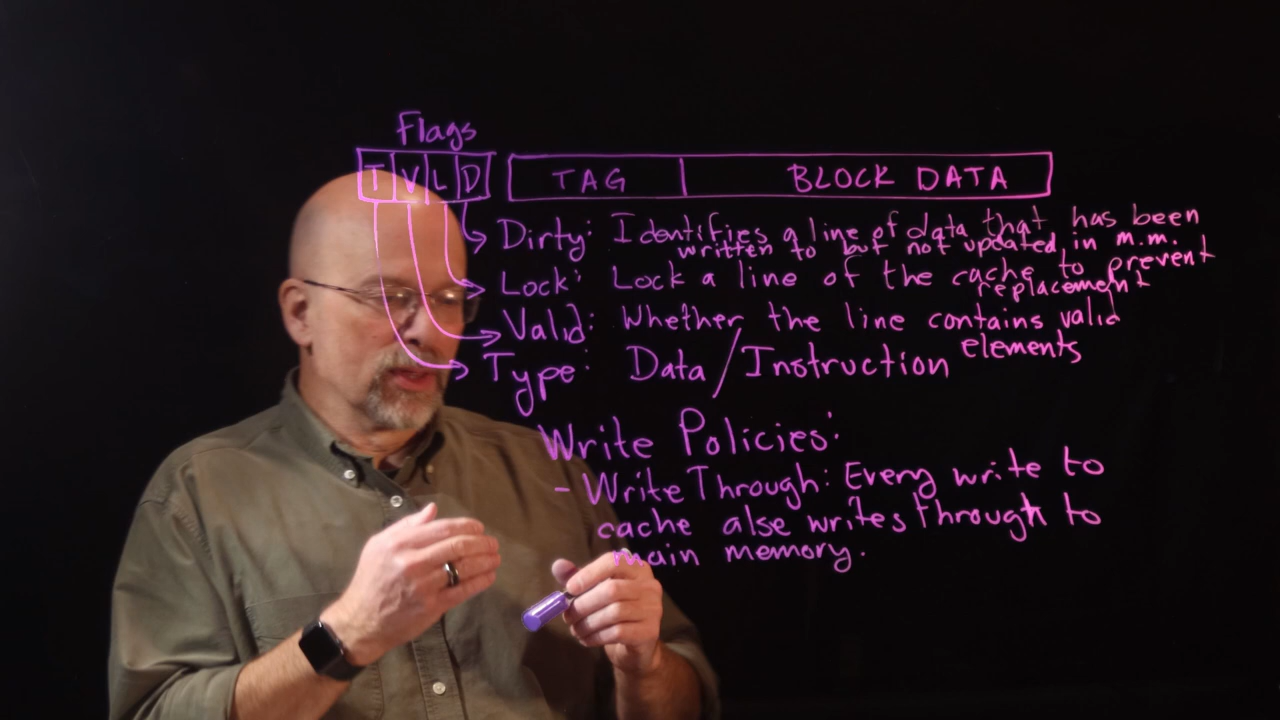 Flags
T V L D TAG BLOCK DATA
Dirty: Identifies a line of data that has been
written to but not updated in m.m.
Lock: Lock a line of the cache to prevent
replacement
Valid: Whether the line contains valid
elements
Type: Data/Instruction
Write Policies:
- Write Through: Every write to
cache alse writes through to
main memory.